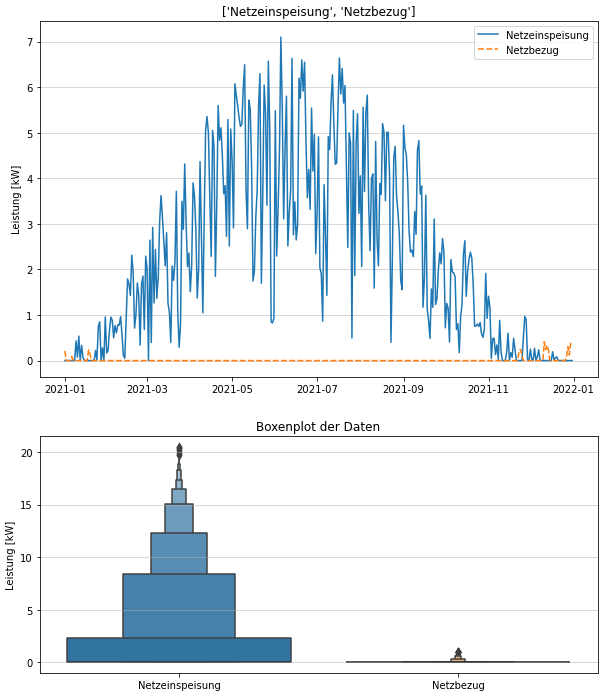 ['Netzeinspeisung', 'Netzbezug']
Netzeinspeisung
Netzbezug
Leistung [kW]
7
6
5
4
3
2
1
0
2021-01 2021-03 2021-05 2021-07 2021-09 2021-11 2022-01
Boxenplot der Daten
Leistung [kW]
20
15
10
5
0
Netzeinspeisung Netzbezug